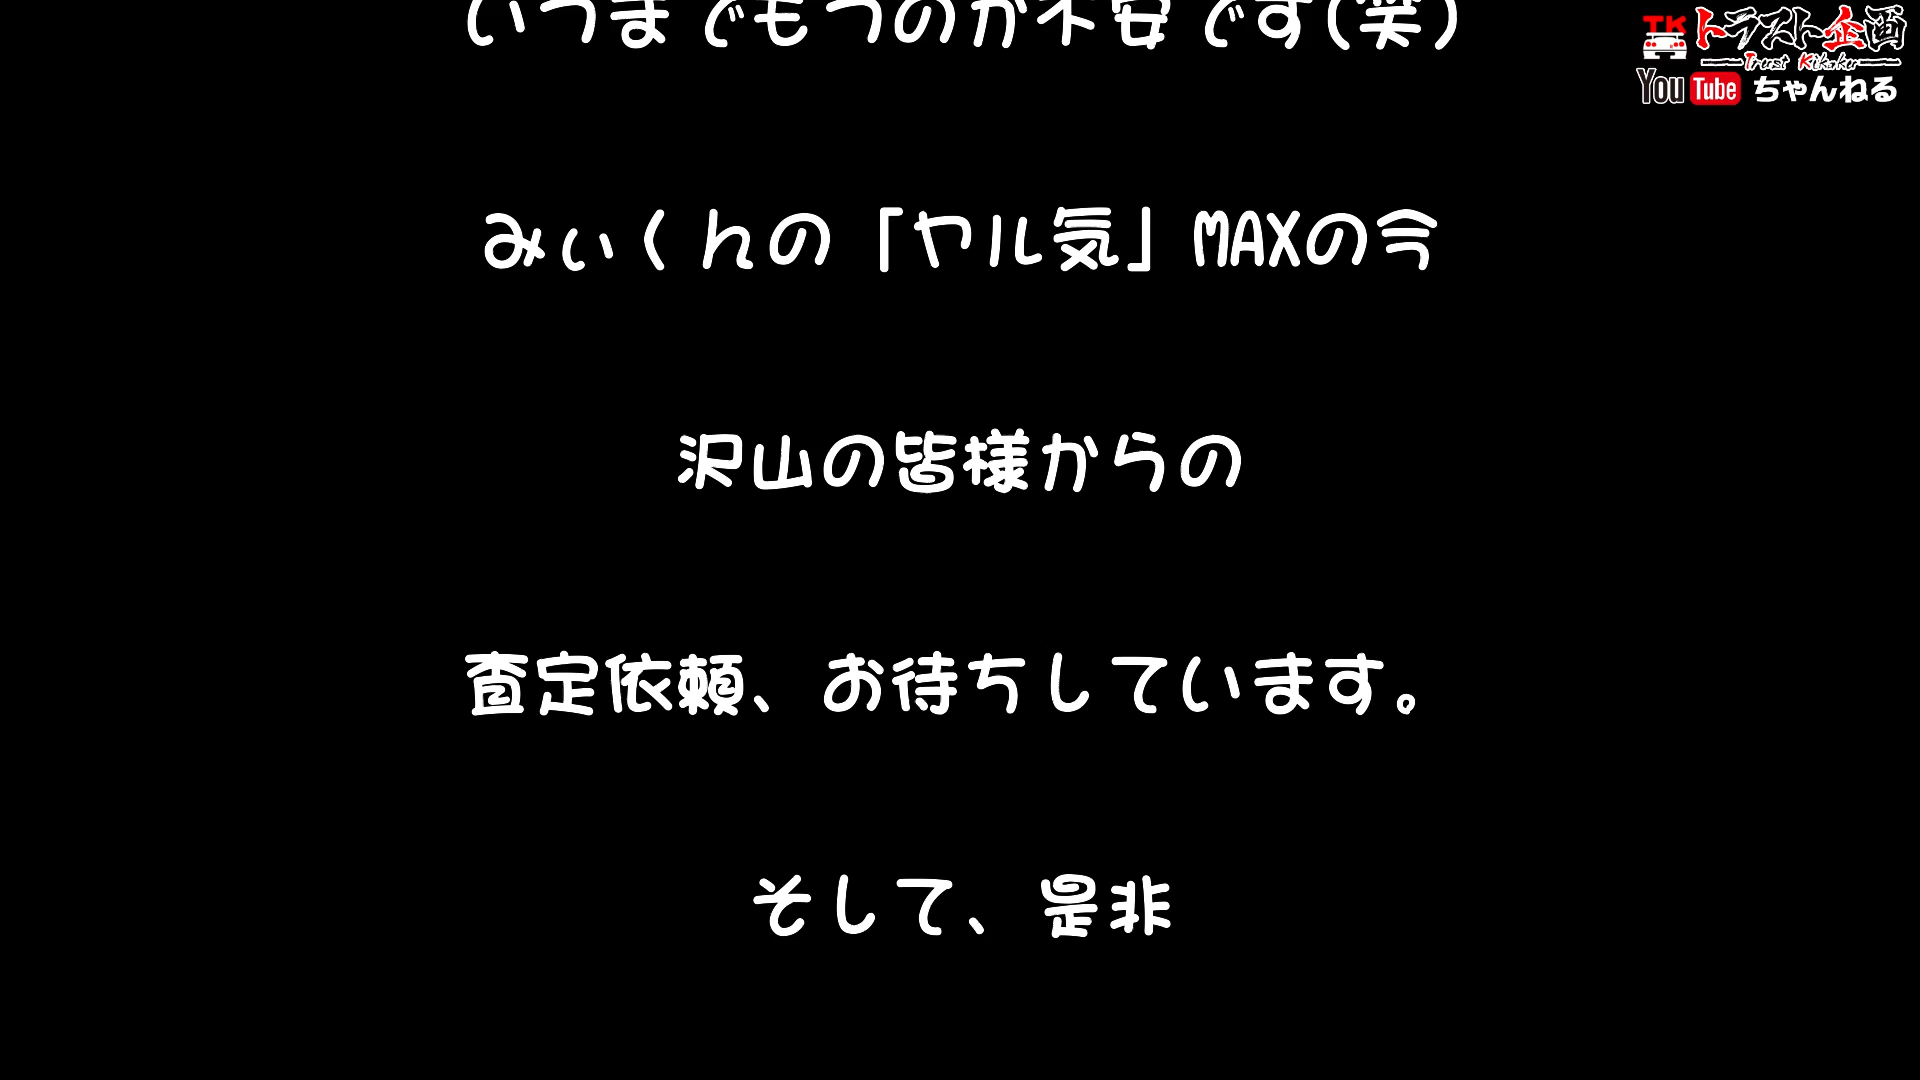 いつまでもつのか不安です(笑)
TK トラスト企画
Trust Kikaku
YouTube ちゃんねる
みぃくんの「ヤル気」MAXの今
沢山の皆様からの
査定依頼、お待ちしています。
そして、是非